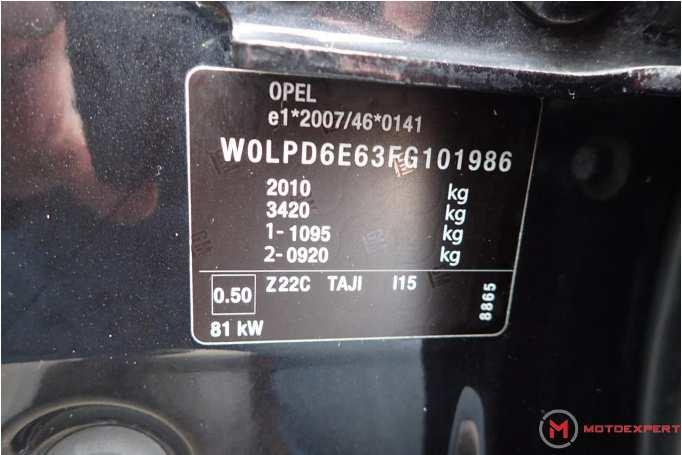 OPEL
e1*2007/46*0141
W0LPD6E63FG101986
2010 kg
3420 kg
1- 1095 kg
2- 0920 kg
0.50 Z22C TAJI I15
81 kW
8865
M MOTOEXPERT